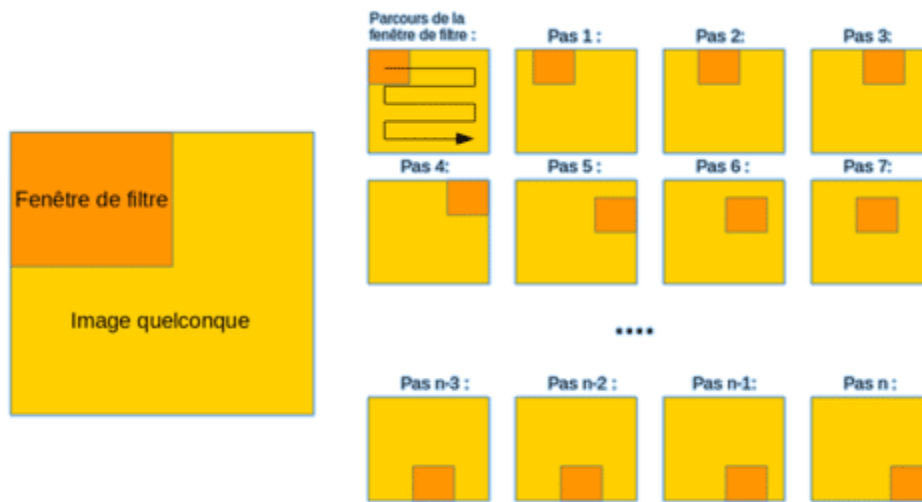 Parcours de la
fenêtre de filtre :
Pas 1 :
Pas 2:
Pas 3:
Fenêtre de filtre
Image quelconque
Pas 4:
Pas 5 :
Pas 6 :
Pas 7:
....
Pas n-3 :
Pas n-2 :
Pas n-1:
Pas n :